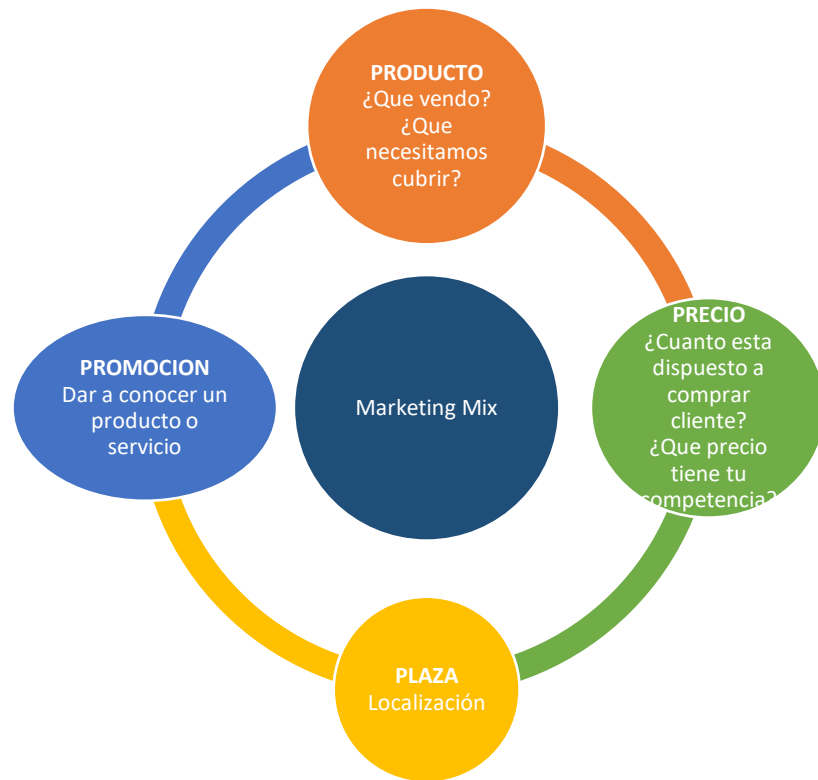 PRODUCTO
¿Que vendo?
¿Que
necesitamos
cubrir?
PRECIO
¿Cuanto esta
dispuesto a
comprar
cliente?
¿Que precio
tiene tu
competencia?
PROMOCION
Dar a conocer un
producto o
servicio
Marketing Mix
PLAZA
Localización